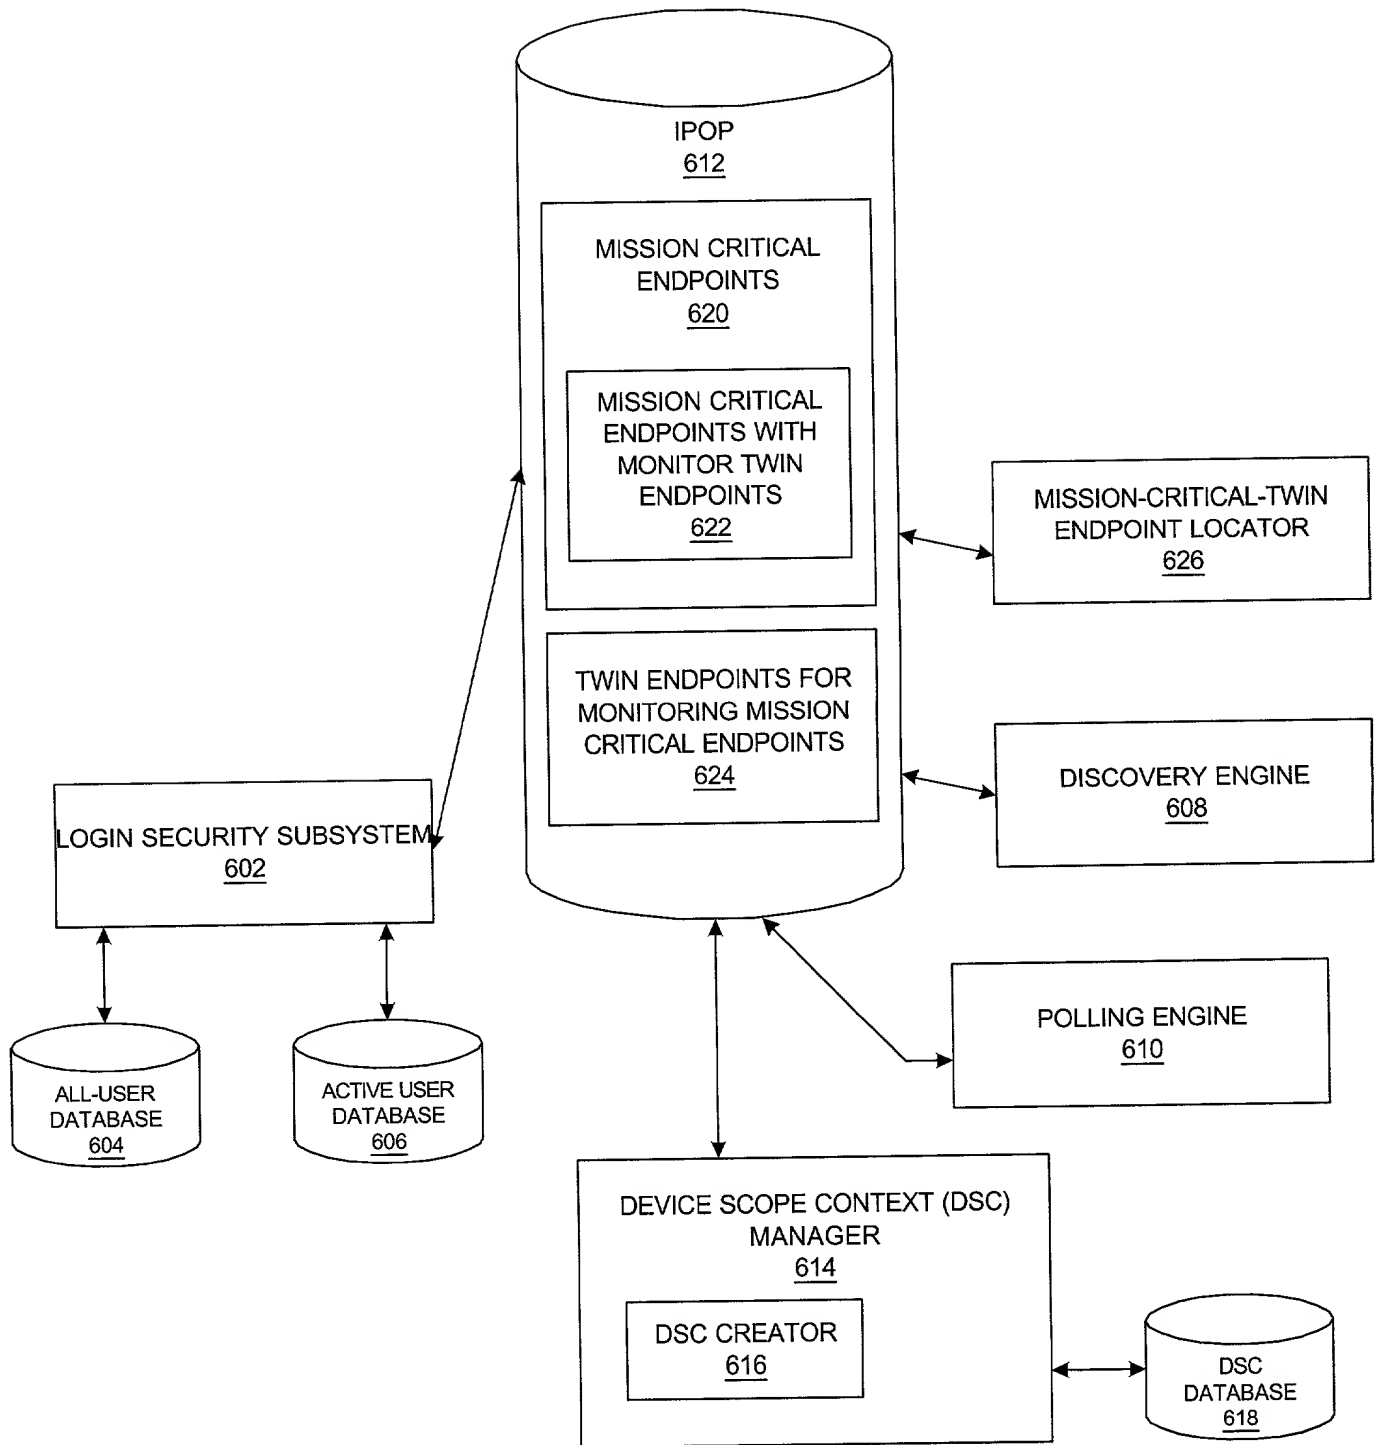 IPOP
612
MISSION CRITICAL
ENDPOINTS
620
MISSION CRITICAL
ENDPOINTS WITH
MONITOR TWIN
ENDPOINTS
622
MISSION-CRITICAL-TWIN
ENDPOINT LOCATOR
626
TWIN ENDPOINTS FOR
MONITORING MISSION
CRITICAL ENDPOINTS
624
DISCOVERY ENGINE
608
LOGIN SECURITY SUBSYSTEM
602
POLLING ENGINE
610
ALL-USER
DATABASE
604
ACTIVE USER
DATABASE
606
DEVICE SCOPE CONTEXT (DSC)
MANAGER
614
DSC CREATOR
616
DSC
DATABASE
618